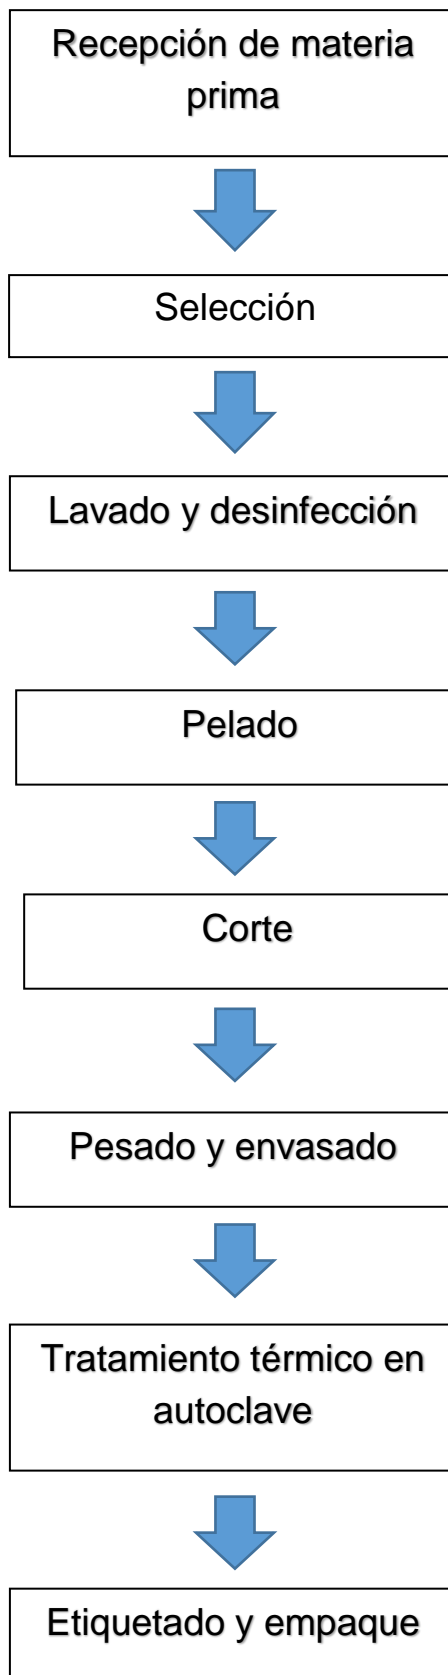 Recepción de materia
prima
Selección
Lavado y desinfección
Pelado
Corte
Pesado y envasado
Tratamiento térmico en
autoclave
Etiquetado y empaque